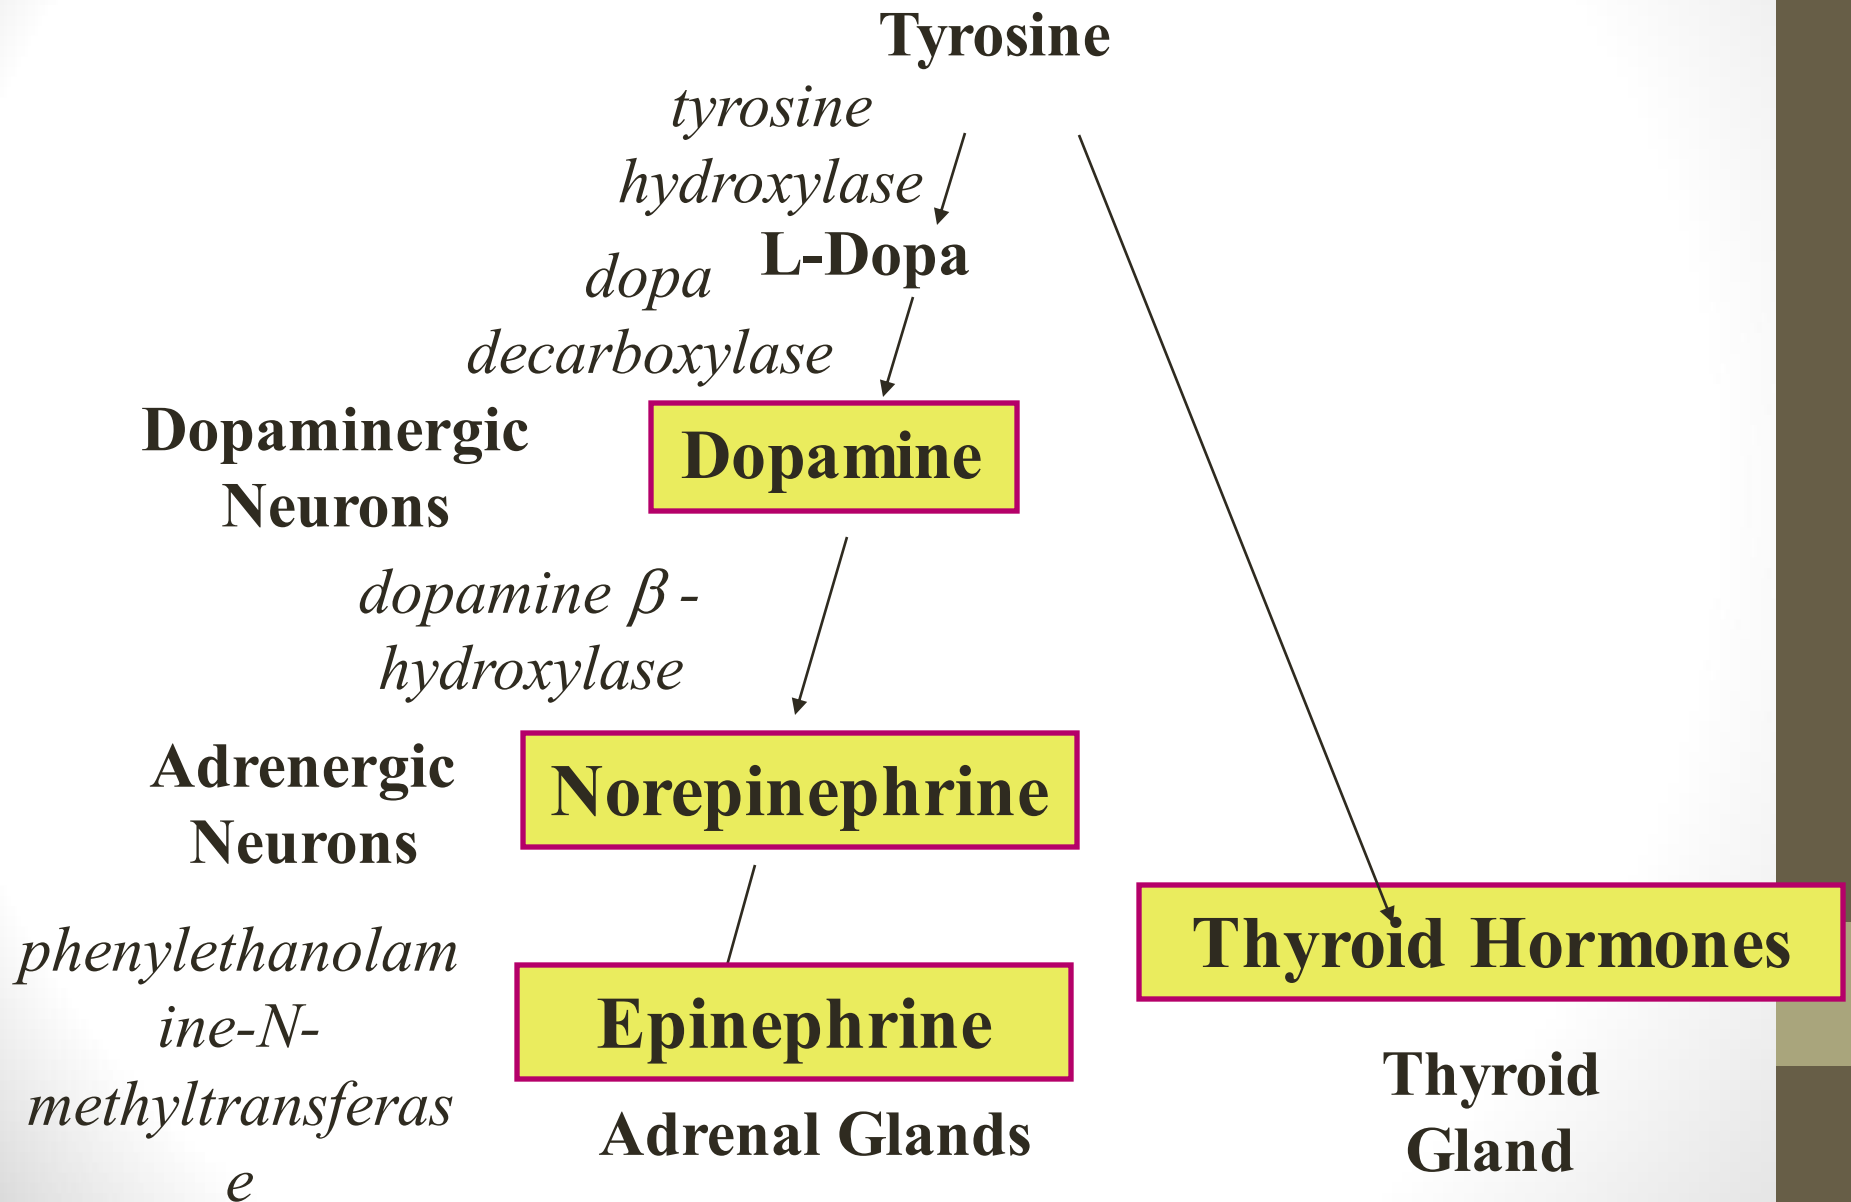 Tyrosine
tyrosine
hydroxylase
L-Dopa
dopa
decarboxylase
Dopaminergic
Neurons
Dopamine
dopamine β -
hydroxylase
Adrenergic
Neurons
Norepinephrine
phenylethanolam
ine-N-
methyltransferas
e
Epinephrine
Adrenal Glands
Thyroid Hormones
Thyroid
Gland